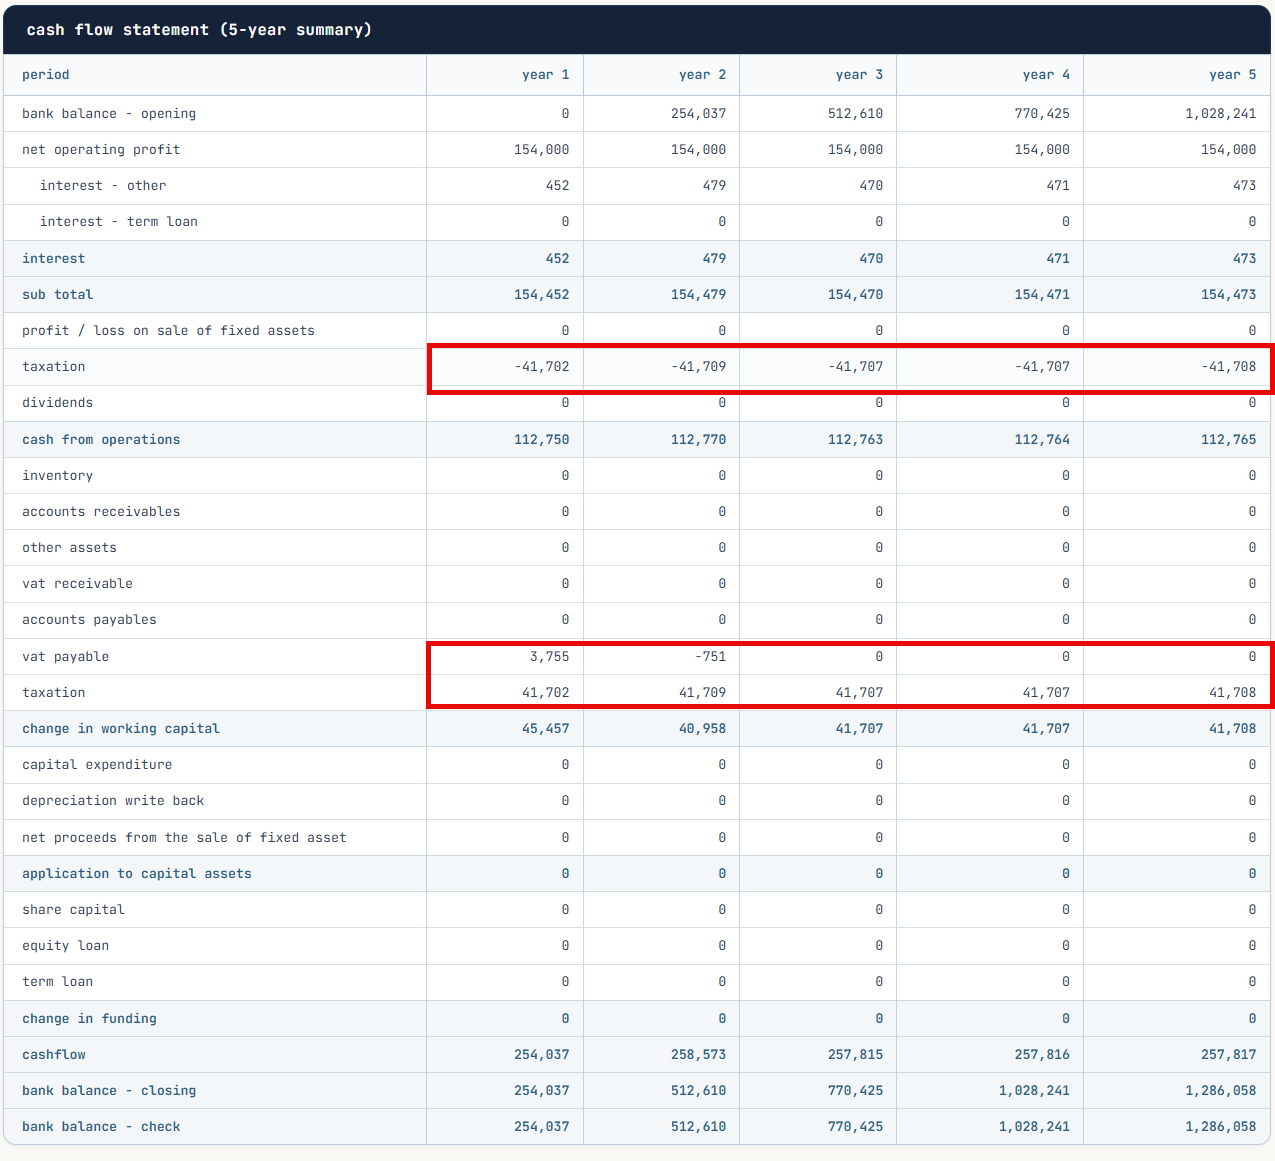 cash flow statement (5-year summary)
period year 1 year 2 year 3 year 4 year 5
bank balance - opening 0 254,037 512,610 770,425 1,028,241
net operating profit 154,000 154,000 154,000 154,000 154,000
interest - other 452 479 470 471 473
interest - term loan 0 0 0 0 0
interest 452 479 470 471 473
sub total 154,452 154,479 154,470 154,471 154,473
profit / loss on sale of fixed assets 0 0 0 0 0
taxation -41,702 -41,709 -41,707 -41,707 -41,708
dividends 0 0 0 0 0
cash from operations 112,750 112,770 112,763 112,764 112,765
inventory 0 0 0 0 0
accounts receivables 0 0 0 0 0
other assets 0 0 0 0 0
vat receivable 0 0 0 0 0
accounts payables 0 0 0 0 0
vat payable 3,755 -751 0 0 0
taxation 41,702 41,709 41,707 41,707 41,708
change in working capital 45,457 40,958 41,707 41,707 41,708
capital expenditure 0 0 0 0 0
depreciation write back 0 0 0 0 0
net proceeds from the sale of fixed asset 0 0 0 0 0
application to capital assets 0 0 0 0 0
share capital 0 0 0 0 0
equity loan 0 0 0 0 0
term loan 0 0 0 0 0
change in funding 0 0 0 0 0
cashflow 254,037 258,573 257,815 257,816 257,817
bank balance - closing 254,037 512,610 770,425 1,028,241 1,286,058
bank balance - check 254,037 512,610 770,425 1,028,241 1,286,058